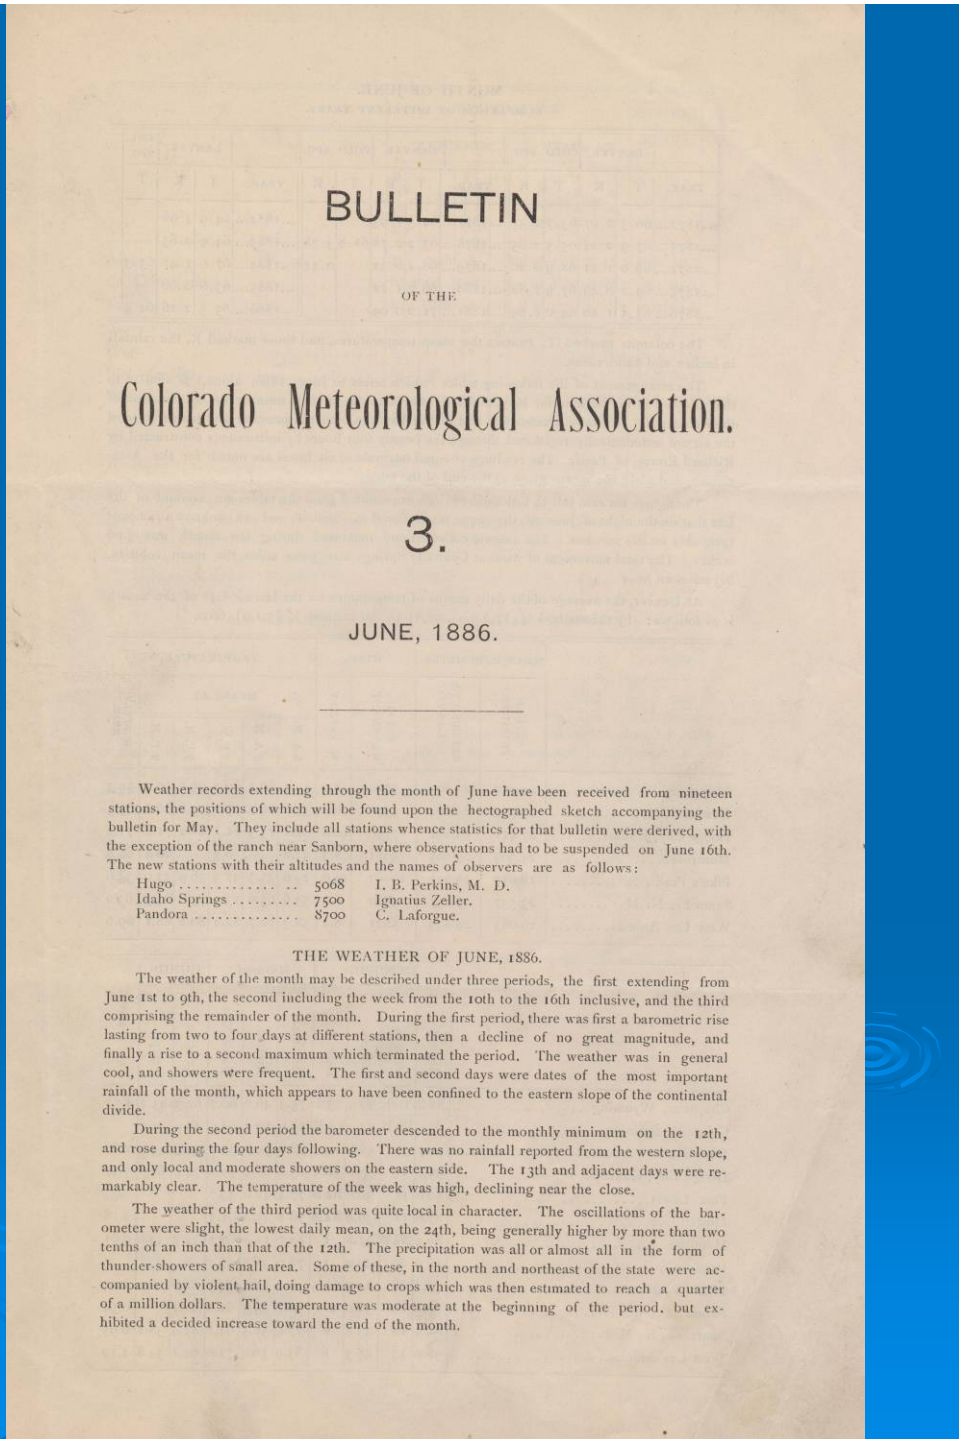 BULLETIN
OF THE
Colorado Meteorological Association.
3.
JUNE, 1886.
Weather records extending through the month of June have been received from nineteen
stations, the positions of which will be found upon the hectographed sketch accompanying the
bulletin for May. They include all stations whence statistics for that bulletin were derived, with
the exception of the ranch near Sanborn, where observations had to be suspended on June 16th.
The new stations with their altitudes and the names of observers are as follows:
Hugo ............. .. 5068 I. B. Perkins, M. D.
Idaho Springs ......... 7500 Ignatius Zeller.
Pandora .............. 8700 C. Laforgue.
THE WEATHER OF JUNE, 1886.
The weather of the month may be described under three periods, the first extending from
June 1st to 9th, the second including the week from the 10th to the 16th inclusive, and the third
comprising the remainder of the month. During the first period, there was first a barometric rise
lasting from two to four days at different stations, then a decline of no great magnitude, and
finally a rise to a second maximum which terminated the period. The weather was in general
cool, and showers were frequent. The first and second days were dates of the most important
rainfall of the month, which appears to have been confined to the eastern slope of the continental
divide.
During the second period the barometer descended to the monthly minimum on the 12th,
and rose during the four days following. There was no rainfall reported from the western slope,
and only local and moderate showers on the eastern side. The 13th and adjacent days were re-
markably clear. The temperature of the week was high, declining near the close.
The weather of the third period was quite local in character. The oscillations of the bar-
ometer were slight, the lowest daily mean, on the 24th, being generally higher by more than two
tenths of an inch than that of the 12th. The precipitation was all or almost all in the form of
thunder-showers of small area. Some of these, in the north and northeast of the state were ac-
companied by violent hail, doing damage to crops which was then estimated to reach a quarter
of a million dollars. The temperature was moderate at the beginning of the period, but ex-
hibited a decided increase toward the end of the month.